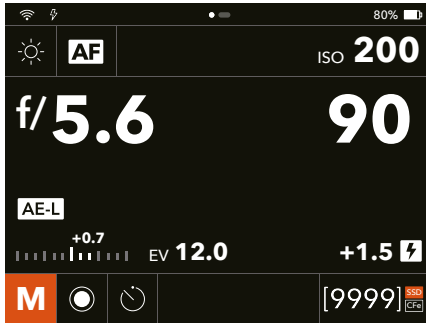 80%
AF ISO 200
f/5.6 90
AE-L
+0.7 EV 12.0 +1.5
M [9999] SSD CFe